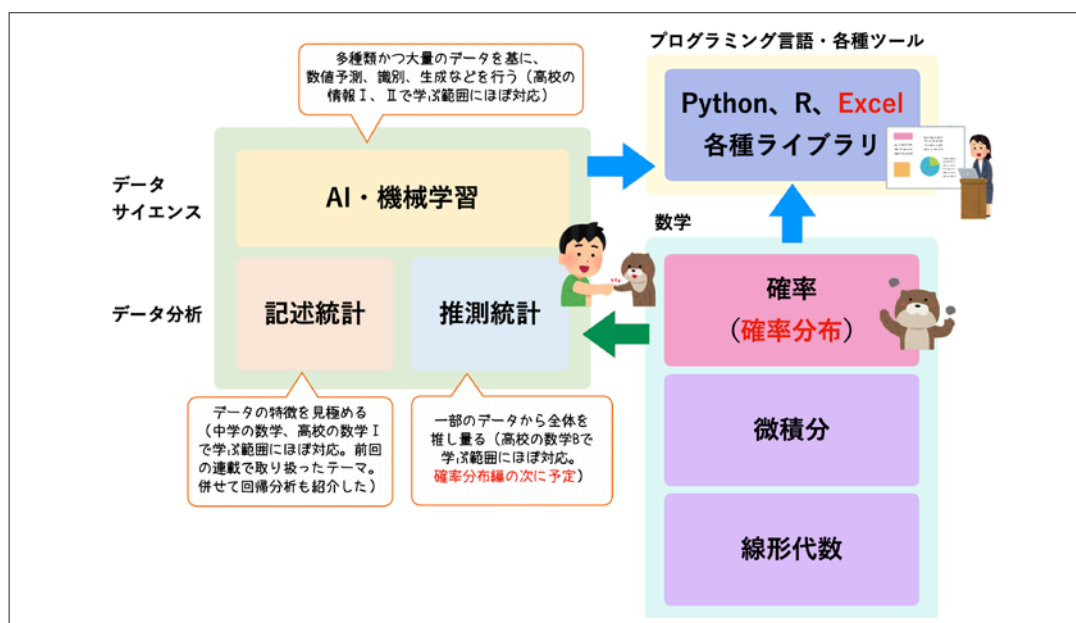 多種類かつ大量のデータを基に、
数値予測、識別、生成などを行う（高校の
情報Ⅰ、Ⅱで学ぶ範囲にほぼ対応）
プログラミング言語・各種ツール
Python、R、Excel
各種ライブラリ
データ
サイエンス
AI・機械学習
数学
データ分析
記述統計
推測統計
確率
（確率分布）
データの特徴を見極める
（中学の数学、高校の数学Ⅰ
で学ぶ範囲にほぼ対応。前回
の連載で取り扱ったテーマ。
併せて回帰分析も紹介した）
一部のデータから全体を
推し量る（高校の数学Bで
学ぶ範囲にほぼ対応。
確率分布編の次に予定）
微積分
線形代数